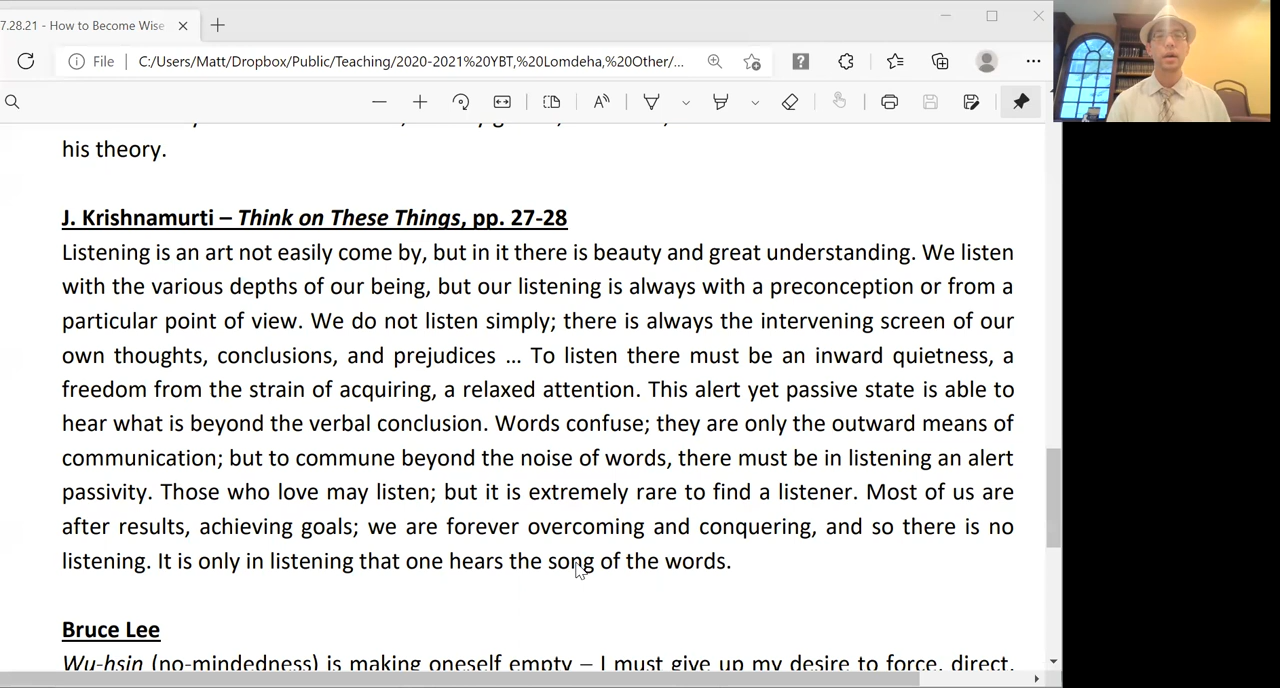 7.28.21 - How to Become Wise
File C:/Users/Matt/Dropbox/Public/Teaching/2020-2021%20YBT,%20Lomdeha,%20Other/...
his theory.
J. Krishnamurti – Think on These Things, pp. 27-28
Listening is an art not easily come by, but in it there is beauty and great understanding. We listen
with the various depths of our being, but our listening is always with a preconception or from a
particular point of view. We do not listen simply; there is always the intervening screen of our
own thoughts, conclusions, and prejudices ... To listen there must be an inward quietness, a
freedom from the strain of acquiring, a relaxed attention. This alert yet passive state is able to
hear what is beyond the verbal conclusion. Words confuse; they are only the outward means of
communication; but to commune beyond the noise of words, there must be in listening an alert
passivity. Those who love may listen; but it is extremely rare to find a listener. Most of us are
after results, achieving goals; we are forever overcoming and conquering, and so there is no
listening. It is only in listening that one hears the song of the words.
Bruce Lee
Wu-hsin (no-mindedness) is making oneself empty – I must give up my desire to force, direct,